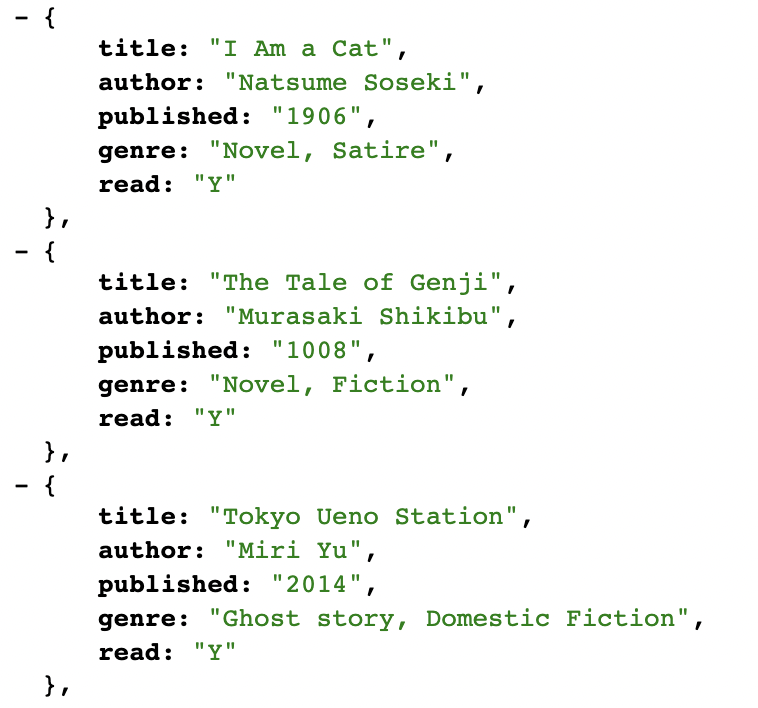 - {
title: "I Am a Cat",
author: "Natsume Soseki",
published: "1906",
genre: "Novel, Satire",
read: "Y"
},
- {
title: "The Tale of Genji",
author: "Murasaki Shikibu",
published: "1008",
genre: "Novel, Fiction",
read: "Y"
},
- {
title: "Tokyo Ueno Station",
author: "Miri Yu",
published: "2014",
genre: "Ghost story, Domestic Fiction",
read: "Y"
},